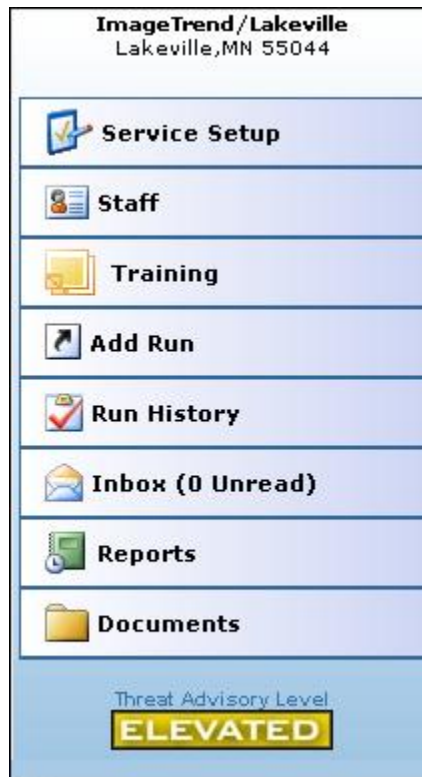 ImageTrend/Lakeville
Lakeville,MN 55044
Service Setup
Staff
Training
Add Run
Run History
Inbox (0 Unread)
Reports
Documents
Threat Advisory Level
ELEVATED